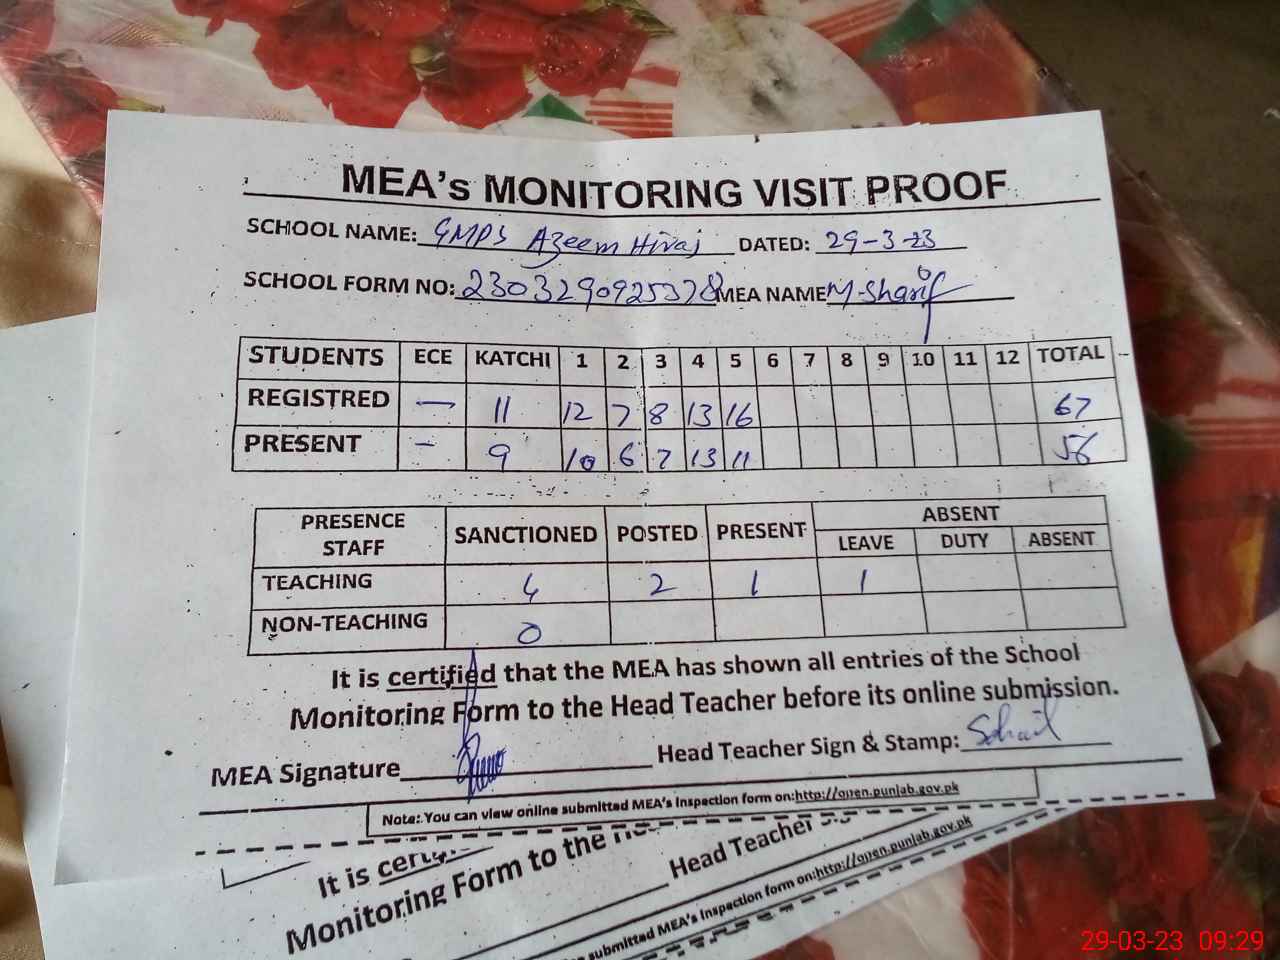 MEA's MONITORING VISIT PROOF
SCHOOL NAME: GMPS Azeem Hiraj DATED: 29-3-23
SCHOOL FORM NO: 2303290925378 MEA NAME M-Sharif
STUDENTS ECE KATCHI 1 2 3 4 5 6 7 8 9 10 11 12 TOTAL
REGISTRED — 11 12 7 8 13 16 67
PRESENT - 9 10 6 7 13 11 56
PRESENCE STAFF SANCTIONED POSTED PRESENT ABSENT
LEAVE DUTY ABSENT
TEACHING 4 2 1 1
NON-TEACHING 0
It is certified that the MEA has shown all entries of the School
Monitoring Form to the Head Teacher before its online submission.
MEA Signature Head Teacher Sign & Stamp: Sohail
Note: You can view online submitted MEA's Inspection form on:http://open.punjab.gov.pk
It is
Monitoring Form to the
Head Teacher
submitted MEA's Inspection form on:http://open.punjab.gov.pk
29-03-23 09:29